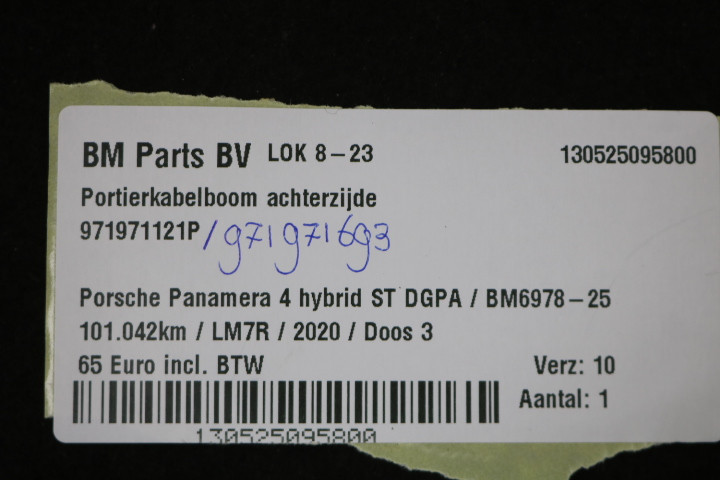 BM Parts BV LOK 8-23 130525095800
Portierkabelboom achterzijde
971971121P /971971693
Porsche Panamera 4 hybrid ST DGPA / BM6978-25
101.042km / LM7R / 2020 / Doos 3
65 Euro incl. BTW Verz: 10
Aantal: 1
130525095800